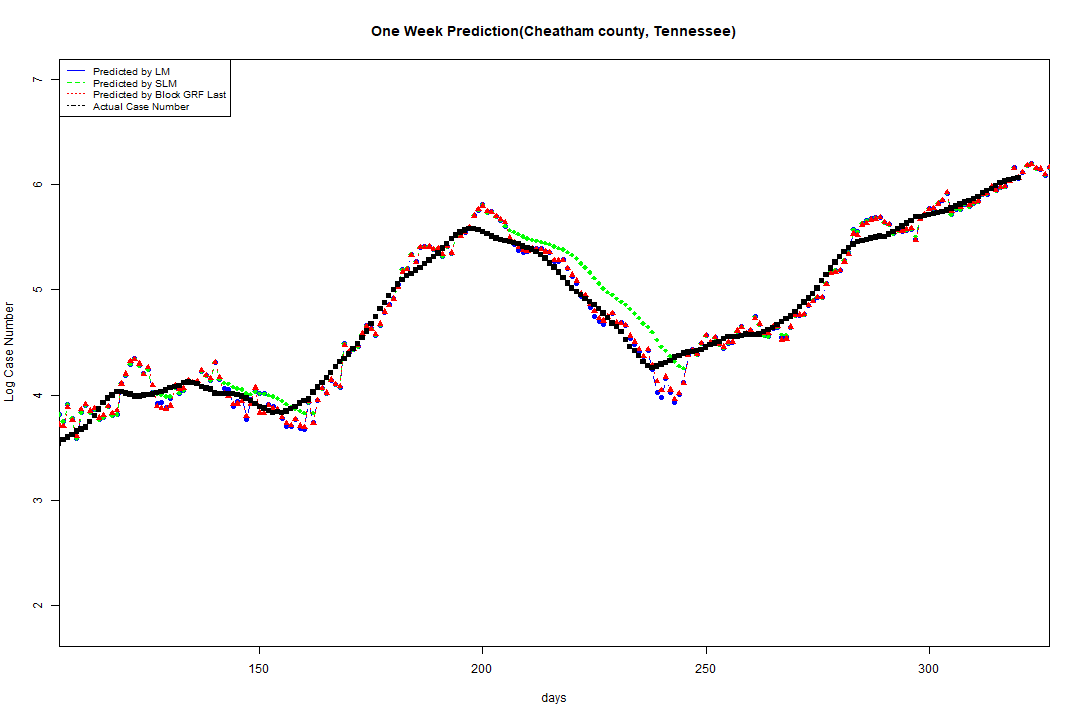 One Week Prediction(Cheatham county, Tennessee)
Predicted by LM
Predicted by SLM
Predicted by Block GRF Last
Actual Case Number
7
6
5
4
3
2
Log Case Number
150
200
250
300
days